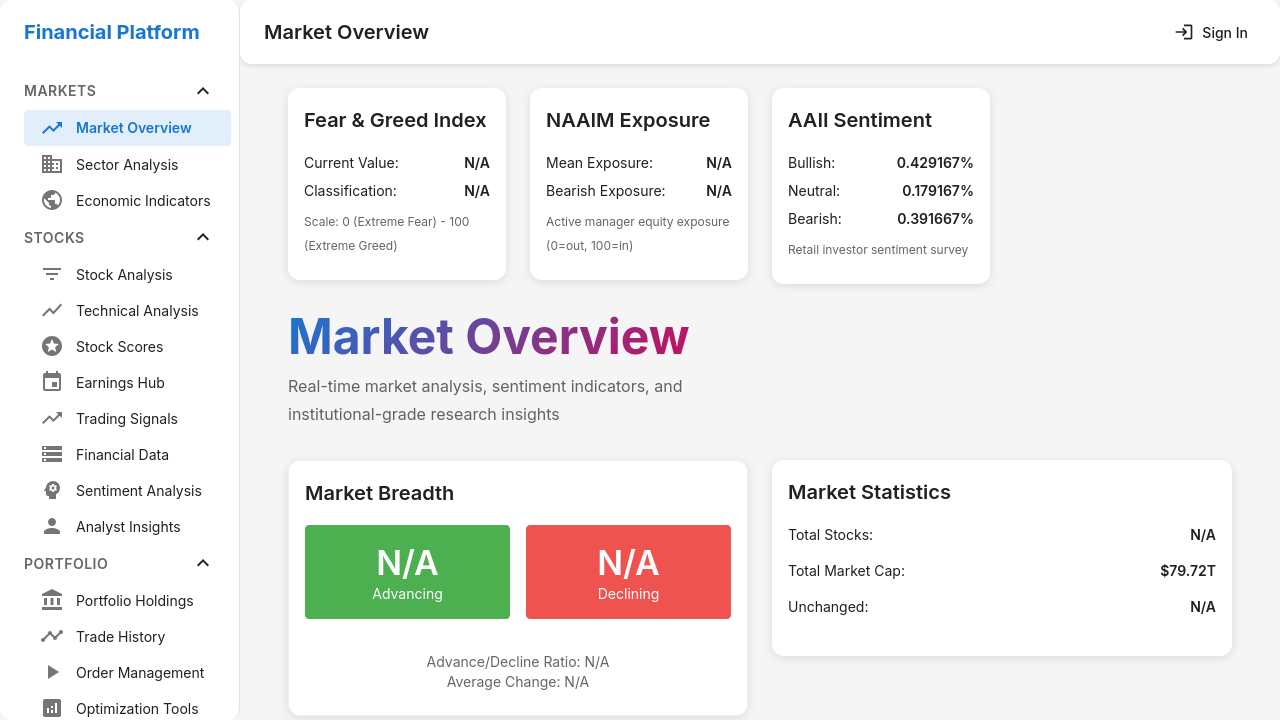 Financial Platform
MARKETS
Market Overview
Sector Analysis
Economic Indicators
STOCKS
Stock Analysis
Technical Analysis
Stock Scores
Earnings Hub
Trading Signals
Financial Data
Sentiment Analysis
Analyst Insights
PORTFOLIO
Portfolio Holdings
Trade History
Order Management
Optimization Tools
Market Overview
Sign In
Fear & Greed Index
Current Value: N/A
Classification: N/A
Scale: 0 (Extreme Fear) - 100
(Extreme Greed)
NAAIM Exposure
Mean Exposure: N/A
Bearish Exposure: N/A
Active manager equity exposure
(0=out, 100=in)
AAII Sentiment
Bullish: 0.429167%
Neutral: 0.179167%
Bearish: 0.391667%
Retail investor sentiment survey
Market Overview
Real-time market analysis, sentiment indicators, and
institutional-grade research insights
Market Breadth
N/A
Advancing
N/A
Declining
Advance/Decline Ratio: N/A
Average Change: N/A
Market Statistics
Total Stocks: N/A
Total Market Cap: $79.72T
Unchanged: N/A